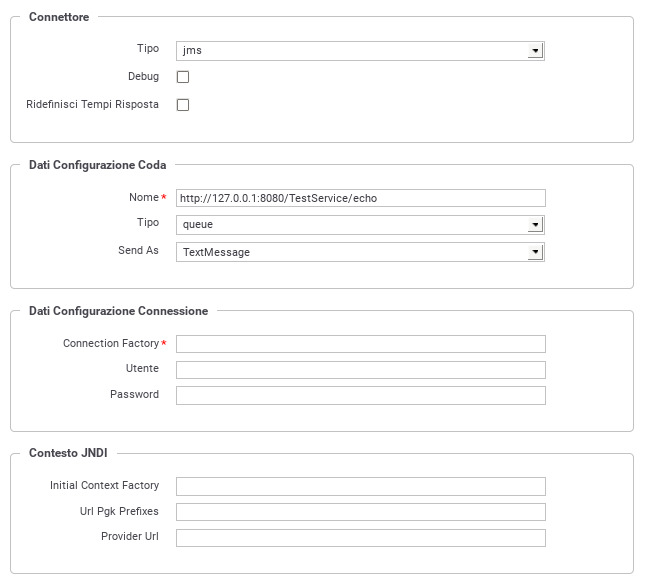 Connettore
Tipo jms
Debug
Ridefinisci Tempi Risposta
Dati Configurazione Coda
Nome * http://127.0.0.1:8080/TestService/echo
Tipo queue
Send As TextMessage
Dati Configurazione Connessione
Connection Factory *
Utente
Password
Contesto JNDI
Initial Context Factory
Url Pgk Prefixes
Provider Url